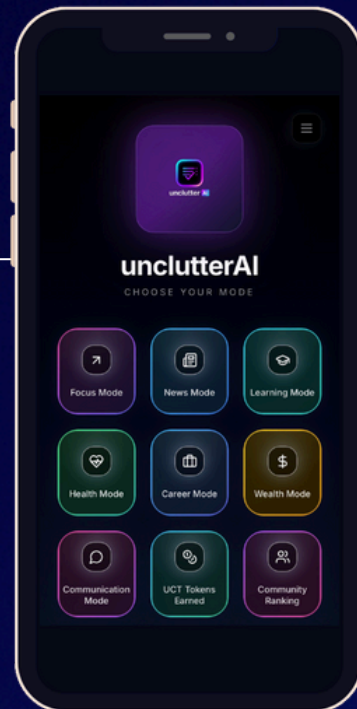 unclutter AI
unclutterAI
CHOOSE YOUR MODE
Focus Mode
News Mode
Learning Mode
Health Mode
Career Mode
Wealth Mode
Communication
Mode
UCT Tokens
Earned
Community
Ranking